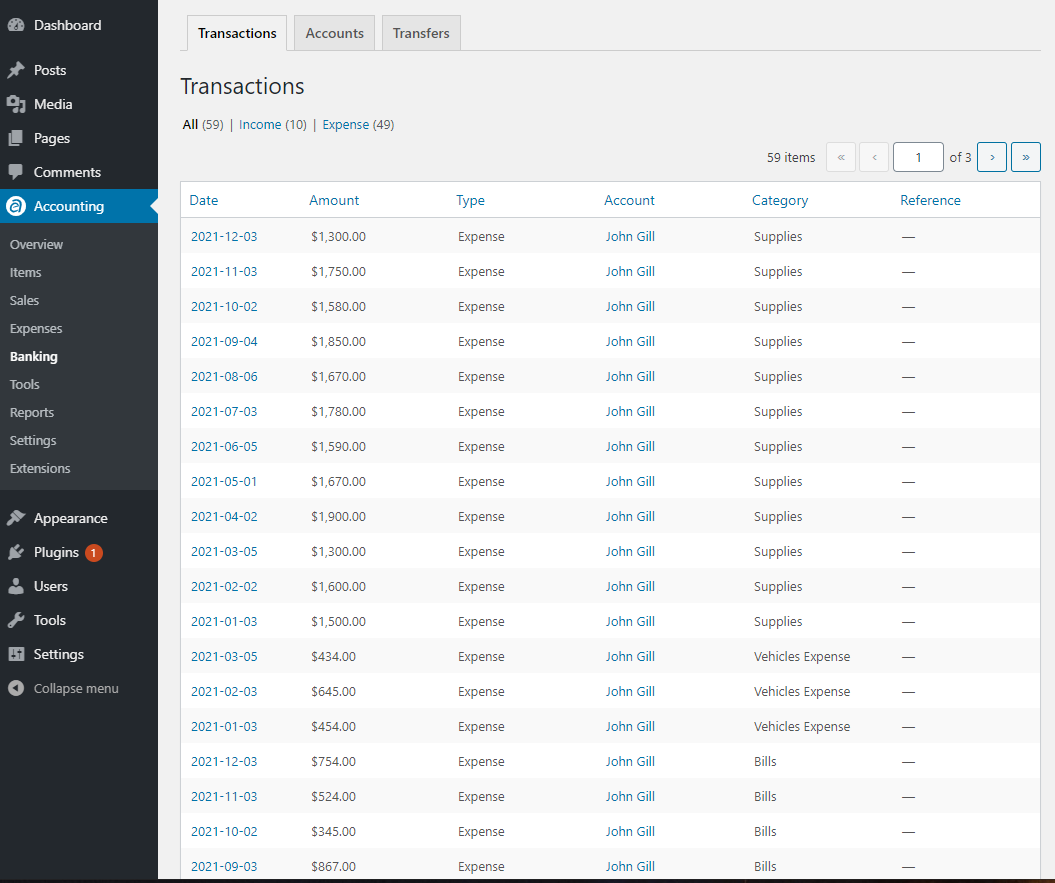 Dashboard
Posts
Media
Pages
Comments
Accounting
Overview
Items
Sales
Expenses
Banking
Tools
Reports
Settings
Extensions
Appearance
Plugins 1
Users
Tools
Settings
Collapse menu
Transactions Accounts Transfers
Transactions
All (59) | Income (10) | Expense (49)
59 items « ‹ 1 of 3 › »
Date Amount Type Account Category Reference
2021-12-03 $1,300.00 Expense John Gill Supplies —
2021-11-03 $1,750.00 Expense John Gill Supplies —
2021-10-02 $1,580.00 Expense John Gill Supplies —
2021-09-04 $1,850.00 Expense John Gill Supplies —
2021-08-06 $1,670.00 Expense John Gill Supplies —
2021-07-03 $1,780.00 Expense John Gill Supplies —
2021-06-05 $1,590.00 Expense John Gill Supplies —
2021-05-01 $1,670.00 Expense John Gill Supplies —
2021-04-02 $1,900.00 Expense John Gill Supplies —
2021-03-05 $1,300.00 Expense John Gill Supplies —
2021-02-02 $1,600.00 Expense John Gill Supplies —
2021-01-03 $1,500.00 Expense John Gill Supplies —
2021-03-05 $434.00 Expense John Gill Vehicles Expense —
2021-02-03 $645.00 Expense John Gill Vehicles Expense —
2021-01-03 $454.00 Expense John Gill Vehicles Expense —
2021-12-03 $754.00 Expense John Gill Bills —
2021-11-03 $524.00 Expense John Gill Bills —
2021-10-02 $345.00 Expense John Gill Bills —
2021-09-03 $867.00 Expense John Gill Bills —